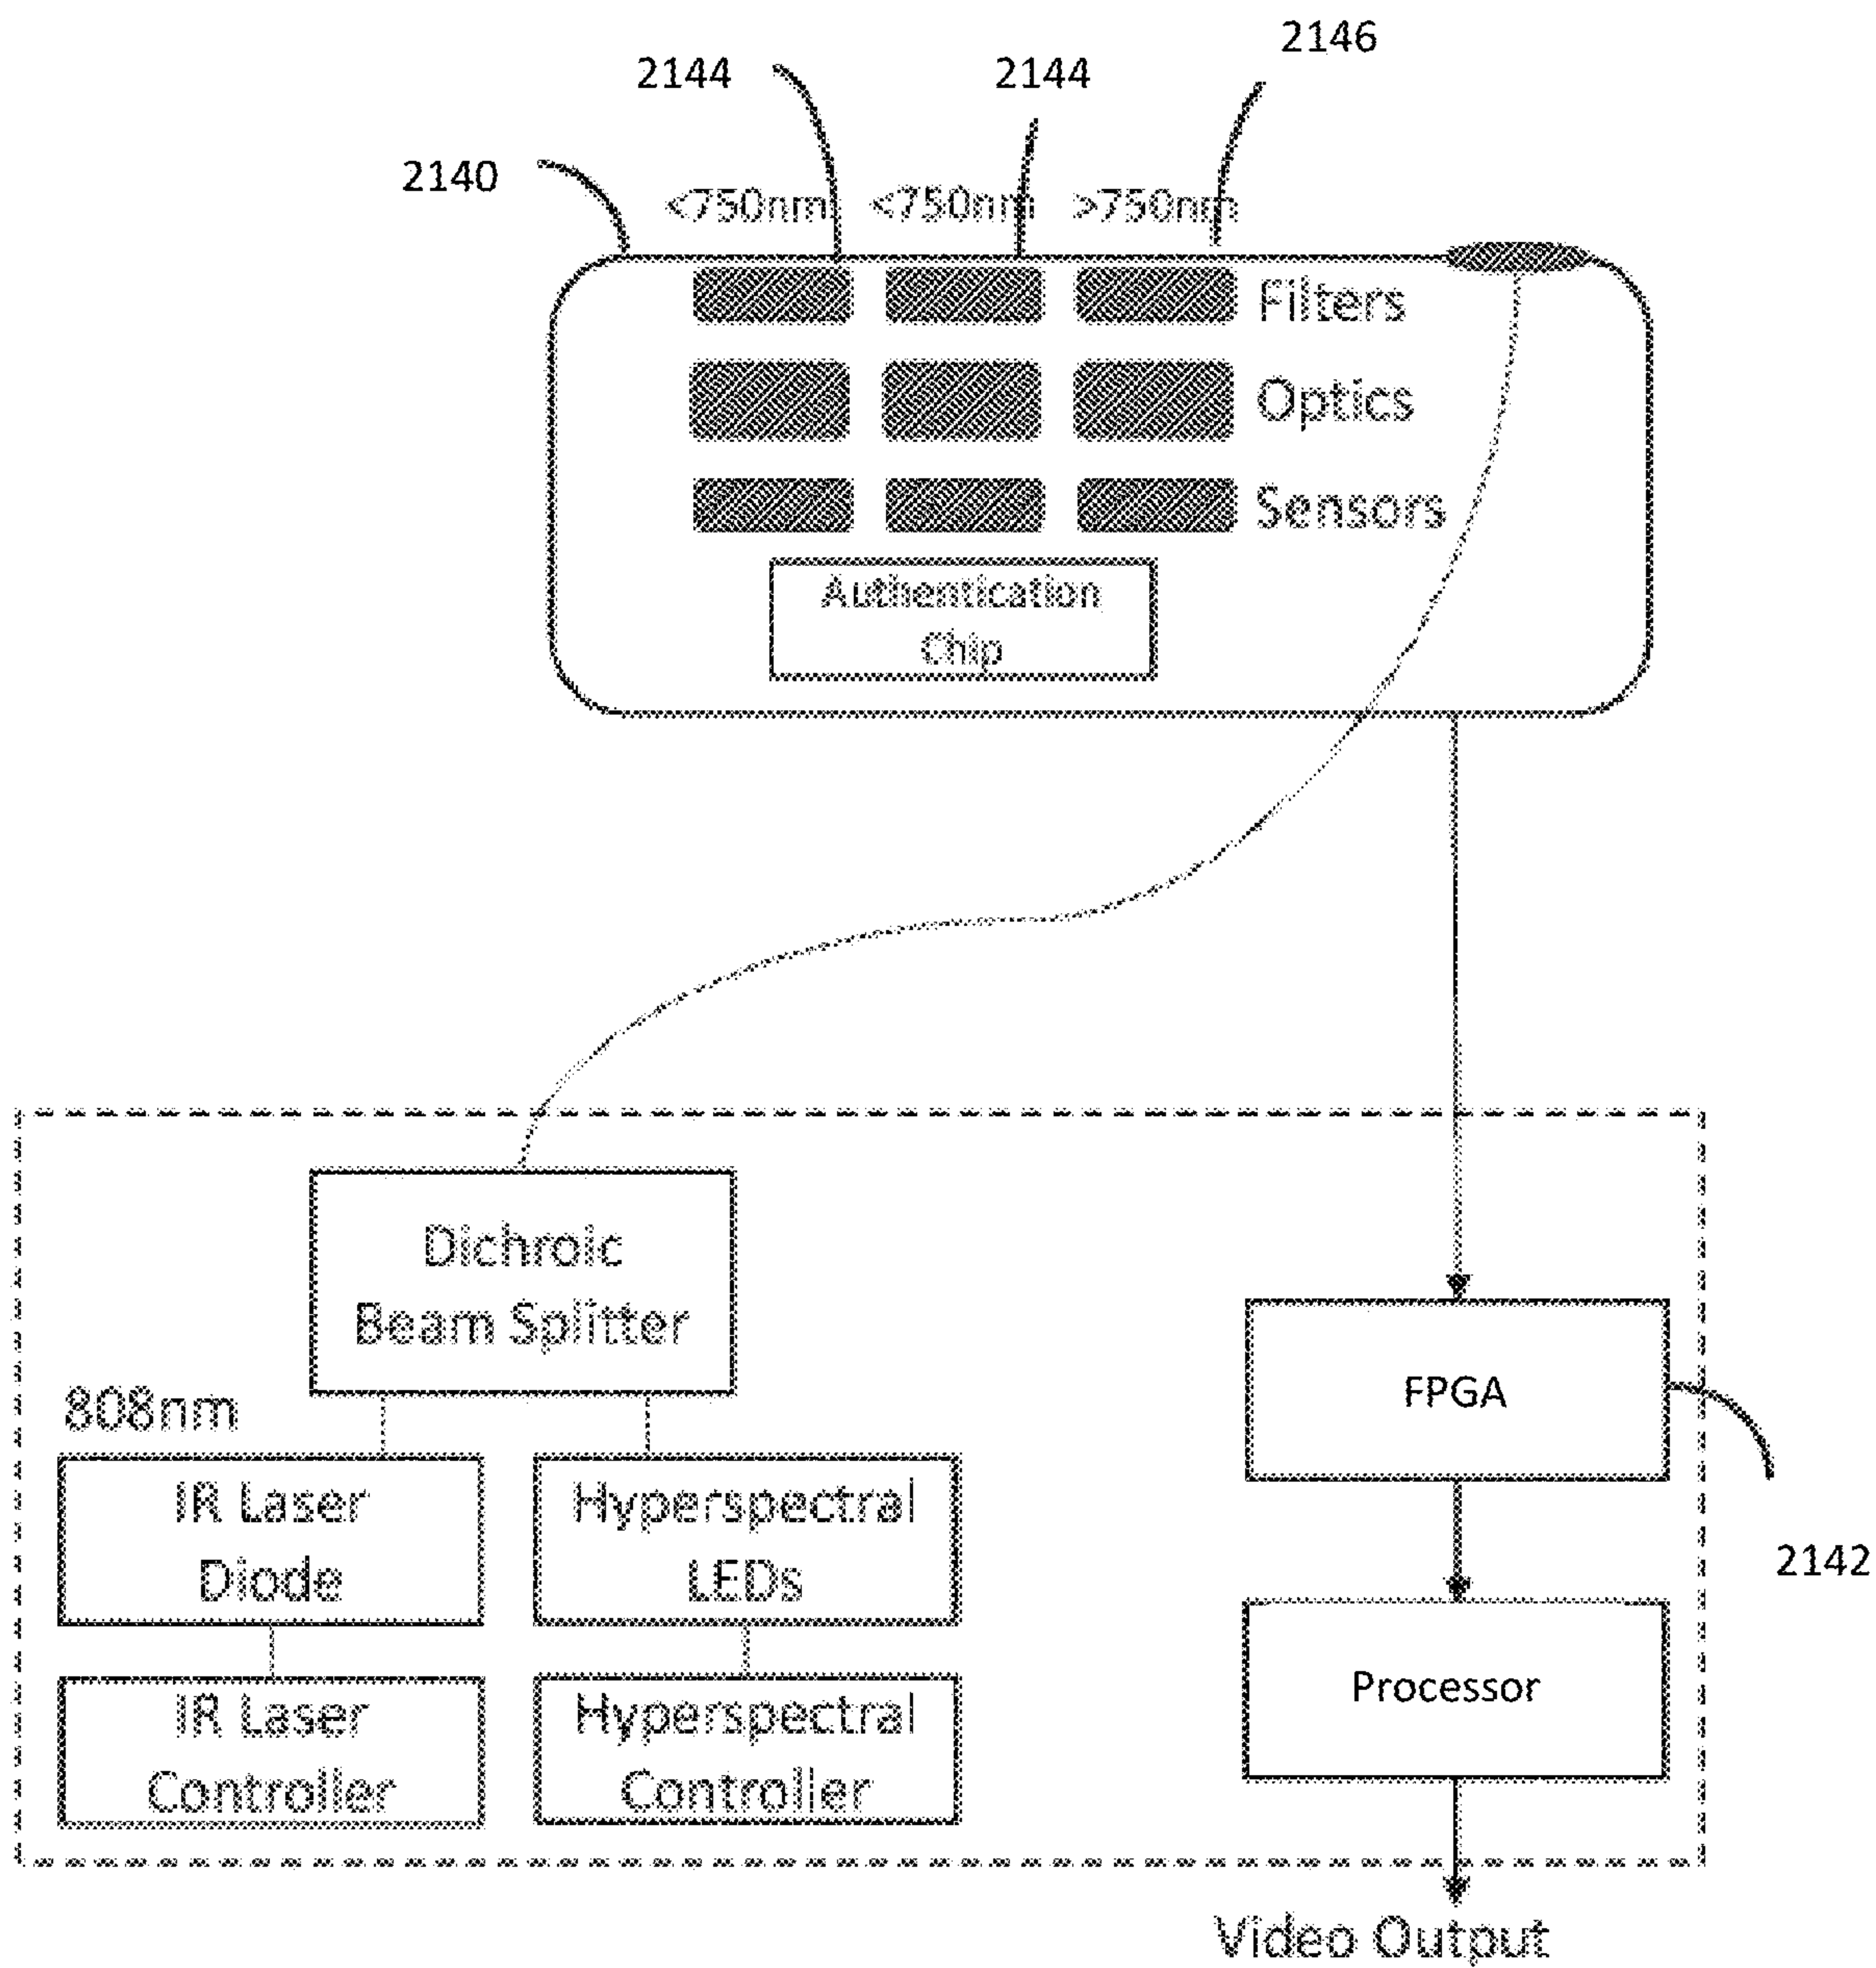 2146
2144 2144
2140
<750nm <750nm >750nm
Filters
Optics
Sensors
Authentication
Chip
Dichroic
Beam Splitter
808nm
FPGA
IR Laser
Diode
Hyperspectral
LEDs
2142
IR Laser
Controller
Hyperspectral
Controller
Processor
Video Output